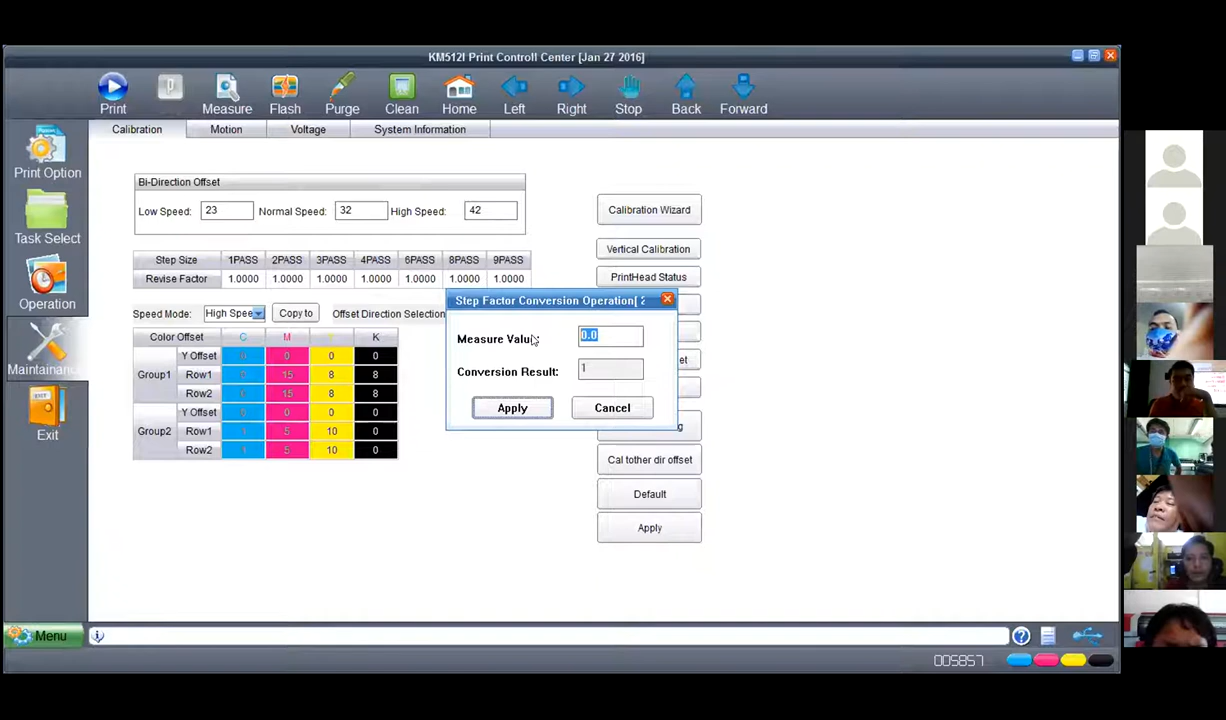 KM512I Print Controll Center [Jan 27 2016]
Print
Measure
Flash
Purge
Clean
Home
Left
Right
Stop
Back
Forward
Calibration
Motion
Voltage
System Information
Print Option
Task Select
Operation
Maintainanc
Exit
Bi-Direction Offset
Low Speed: 23 Normal Speed: 32 High Speed: 42
Step Size 1PASS 2PASS 3PASS 4PASS 6PASS 8PASS 9PASS
Revise Factor 1.0000 1.0000 1.0000 1.0000 1.0000 1.0000 1.0000
Speed Mode: High Spee Copy to Offset Direction Selection
Color Offset C M K
Group1
Y Offset 0 0 0 0
Row1 15 8 8
Row2 15 8 8
Group2
Y Offset 0 0 0 0
Row1 1 5 10 0
Row2 1 5 10 0
Calibration Wizard
Vertical Calibration
PrintHead Status
et
g
Cal tother dir offset
Default
Apply
Step Factor Conversion Operation[ 2
Measure Value:
0.0
Conversion Result: 1
Apply Cancel
Menu
005857